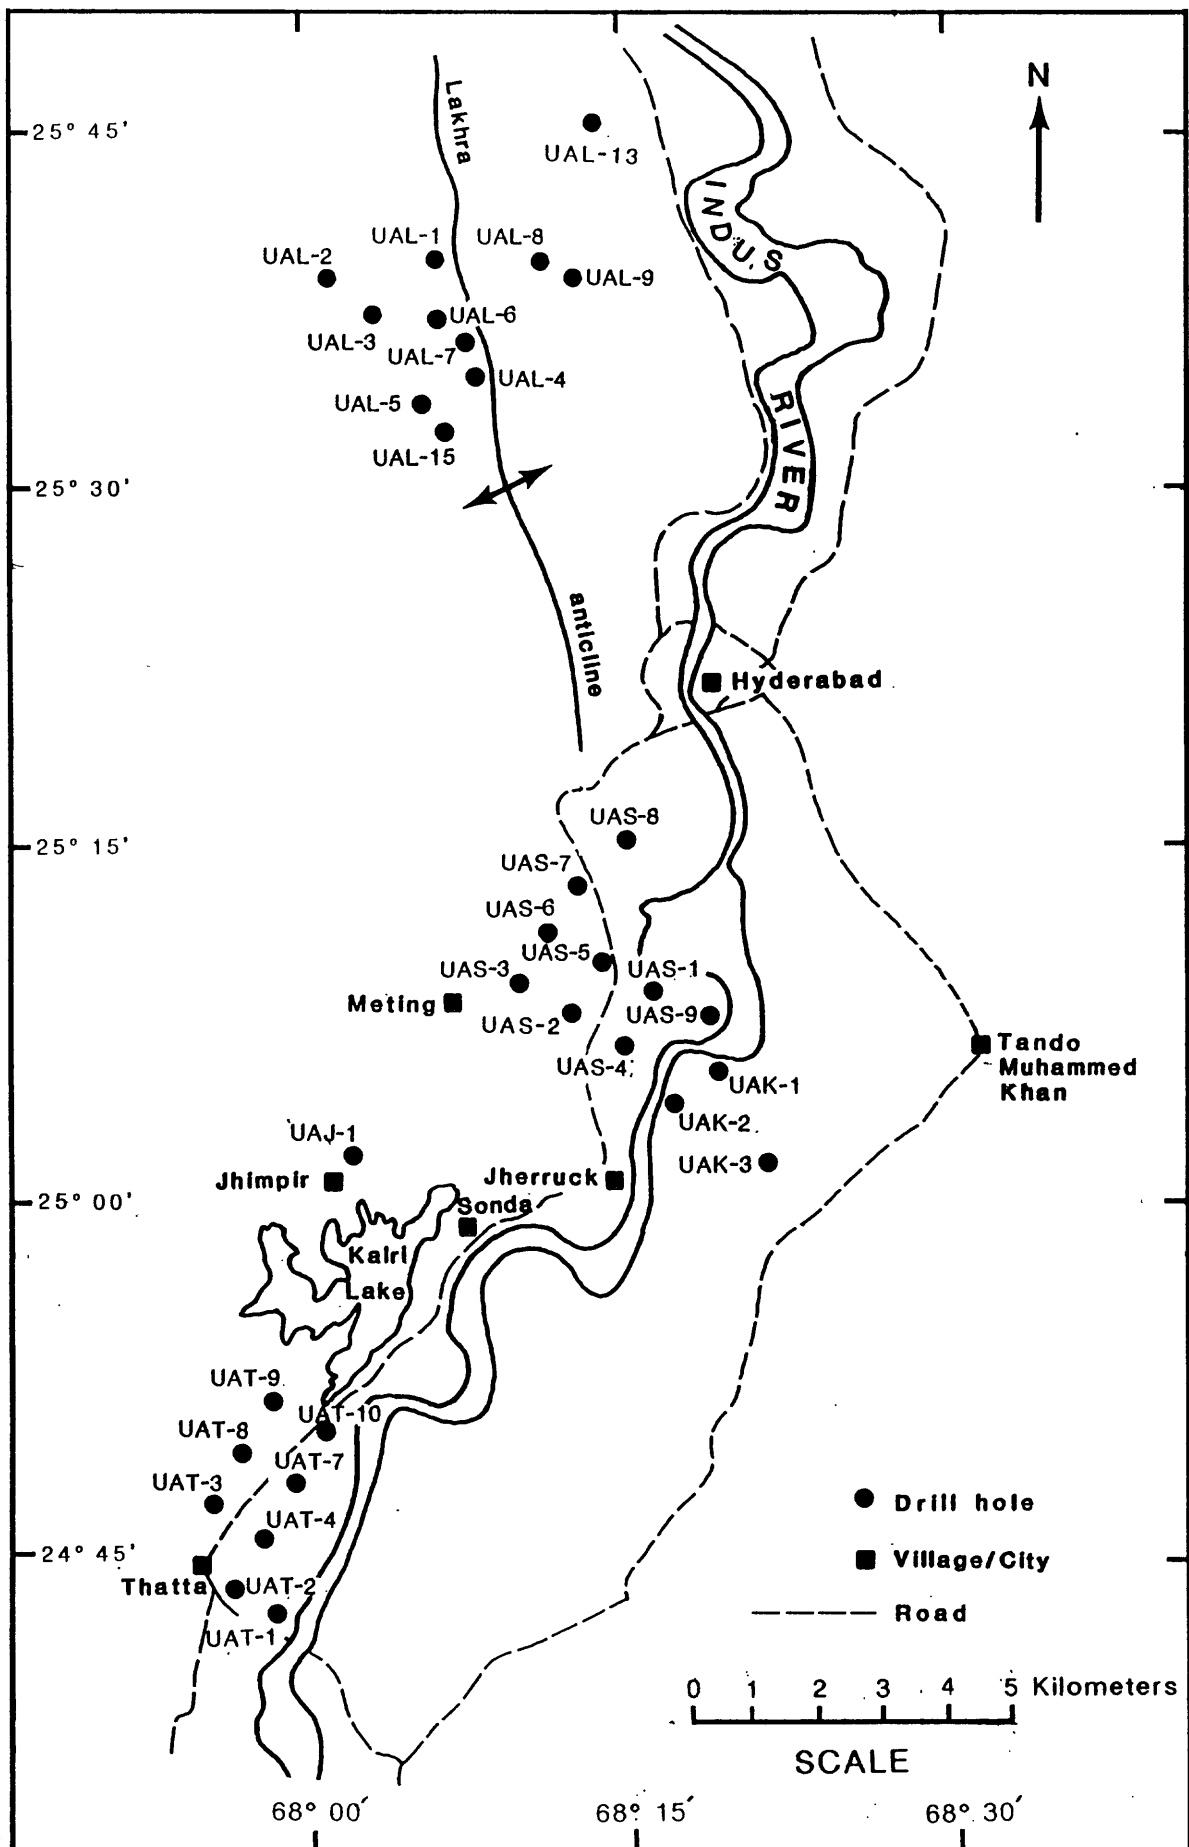 N
25° 45'
Lakhra
UAL-13
INDUS
UAL-1
UAL-8
UAL-2
UAL-9
UAL-6
UAL-3
UAL-7
UAL-4
UAL-5
RIVER
UAL-15
25° 30'
anticline
Hyderabad
UAS-8
25° 15'
UAS-7
UAS-6
UAS-5
UAS-3
UAS-1
Meting
UAS-2
UAS-9
UAS-4
Tando
Muhammed
Khan
UAK-1
UAK-2
UAJ-1
UAK-3
Jhimpir
Jherruck
25° 00'
Sonda
Kalri
Lake
UAT-9
UAT-10
UAT-8
UAT-7
UAT-3
Drill hole
UAT-4
24° 45'
Village/City
Thatta
UAT-2
Road
UAT-1
0 1 2 3 4 5 Kilometers
SCALE
68° 00' 68° 15' 68° 30'